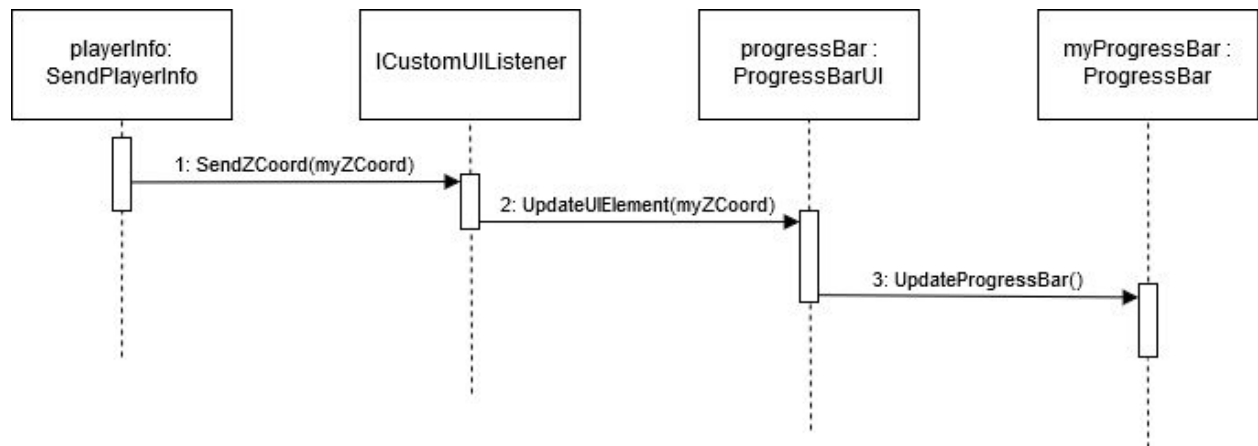 playerInfo:
SendPlayerInfo
ICustomUIListener
progressBar :
ProgressBarUI
myProgressBar :
ProgressBar
1: SendZCoord(myZCoord)
2: UpdateUIElement(myZCoord)
3: UpdateProgressBar()